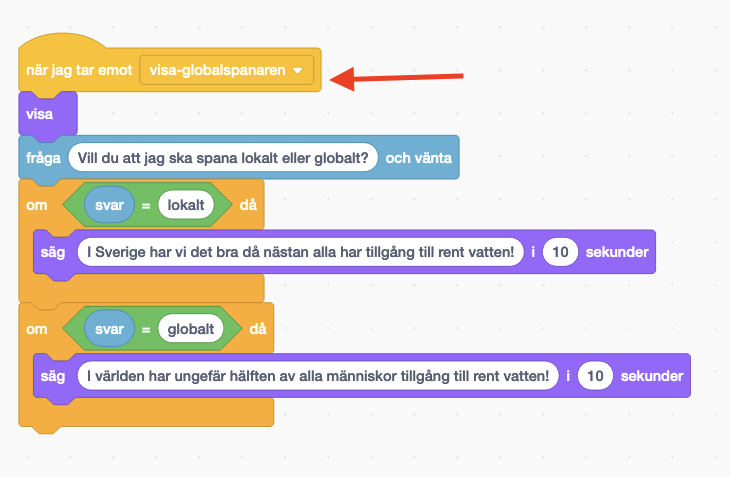 när jag tar emot visa-globalspanaren
visa
fråga Vill du att jag ska spana lokalt eller globalt? och vänta
om svar = lokalt då
säg I Sverige har vi det bra då nästan alla har tillgång till rent vatten! i 10 sekunder
om svar = globalt då
säg I världen har ungefär hälften av alla människor tillgång till rent vatten! i 10 sekunder